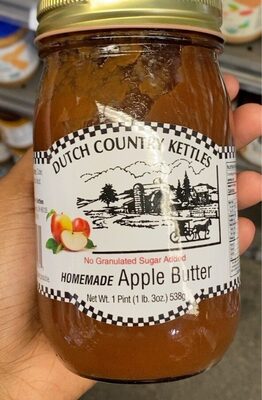 DUTCH COUNTRY KETTLES
No Granulated Sugar Added
HOMEMADE Apple Butter
Net Wt. 1 Pint (1 lb. 3oz.) 538g